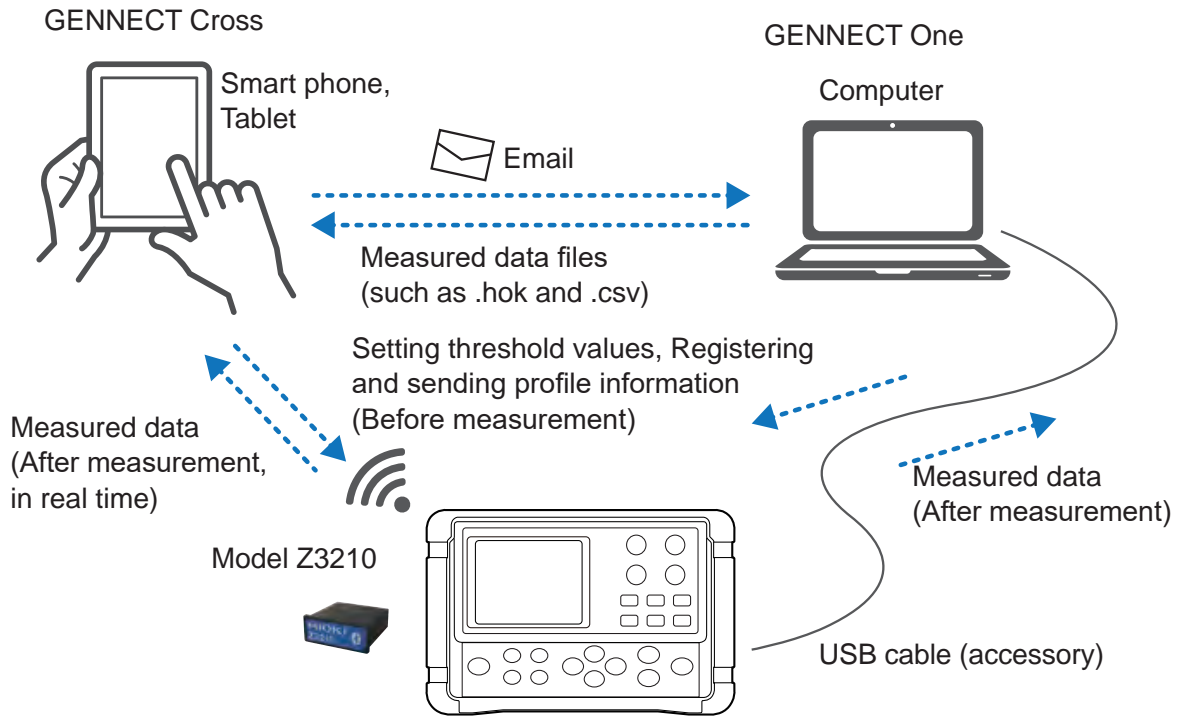 GENNECT Cross
GENNECT One
Smart phone,
Tablet
Computer
Email
Measured data files
(such as .hok and .csv)
Setting threshold values, Registering
and sending profile information
(Before measurement)
Measured data
(After measurement,
in real time)
Measured data
(After measurement)
Model Z3210
HIOKI
Z3210
USB cable (accessory)